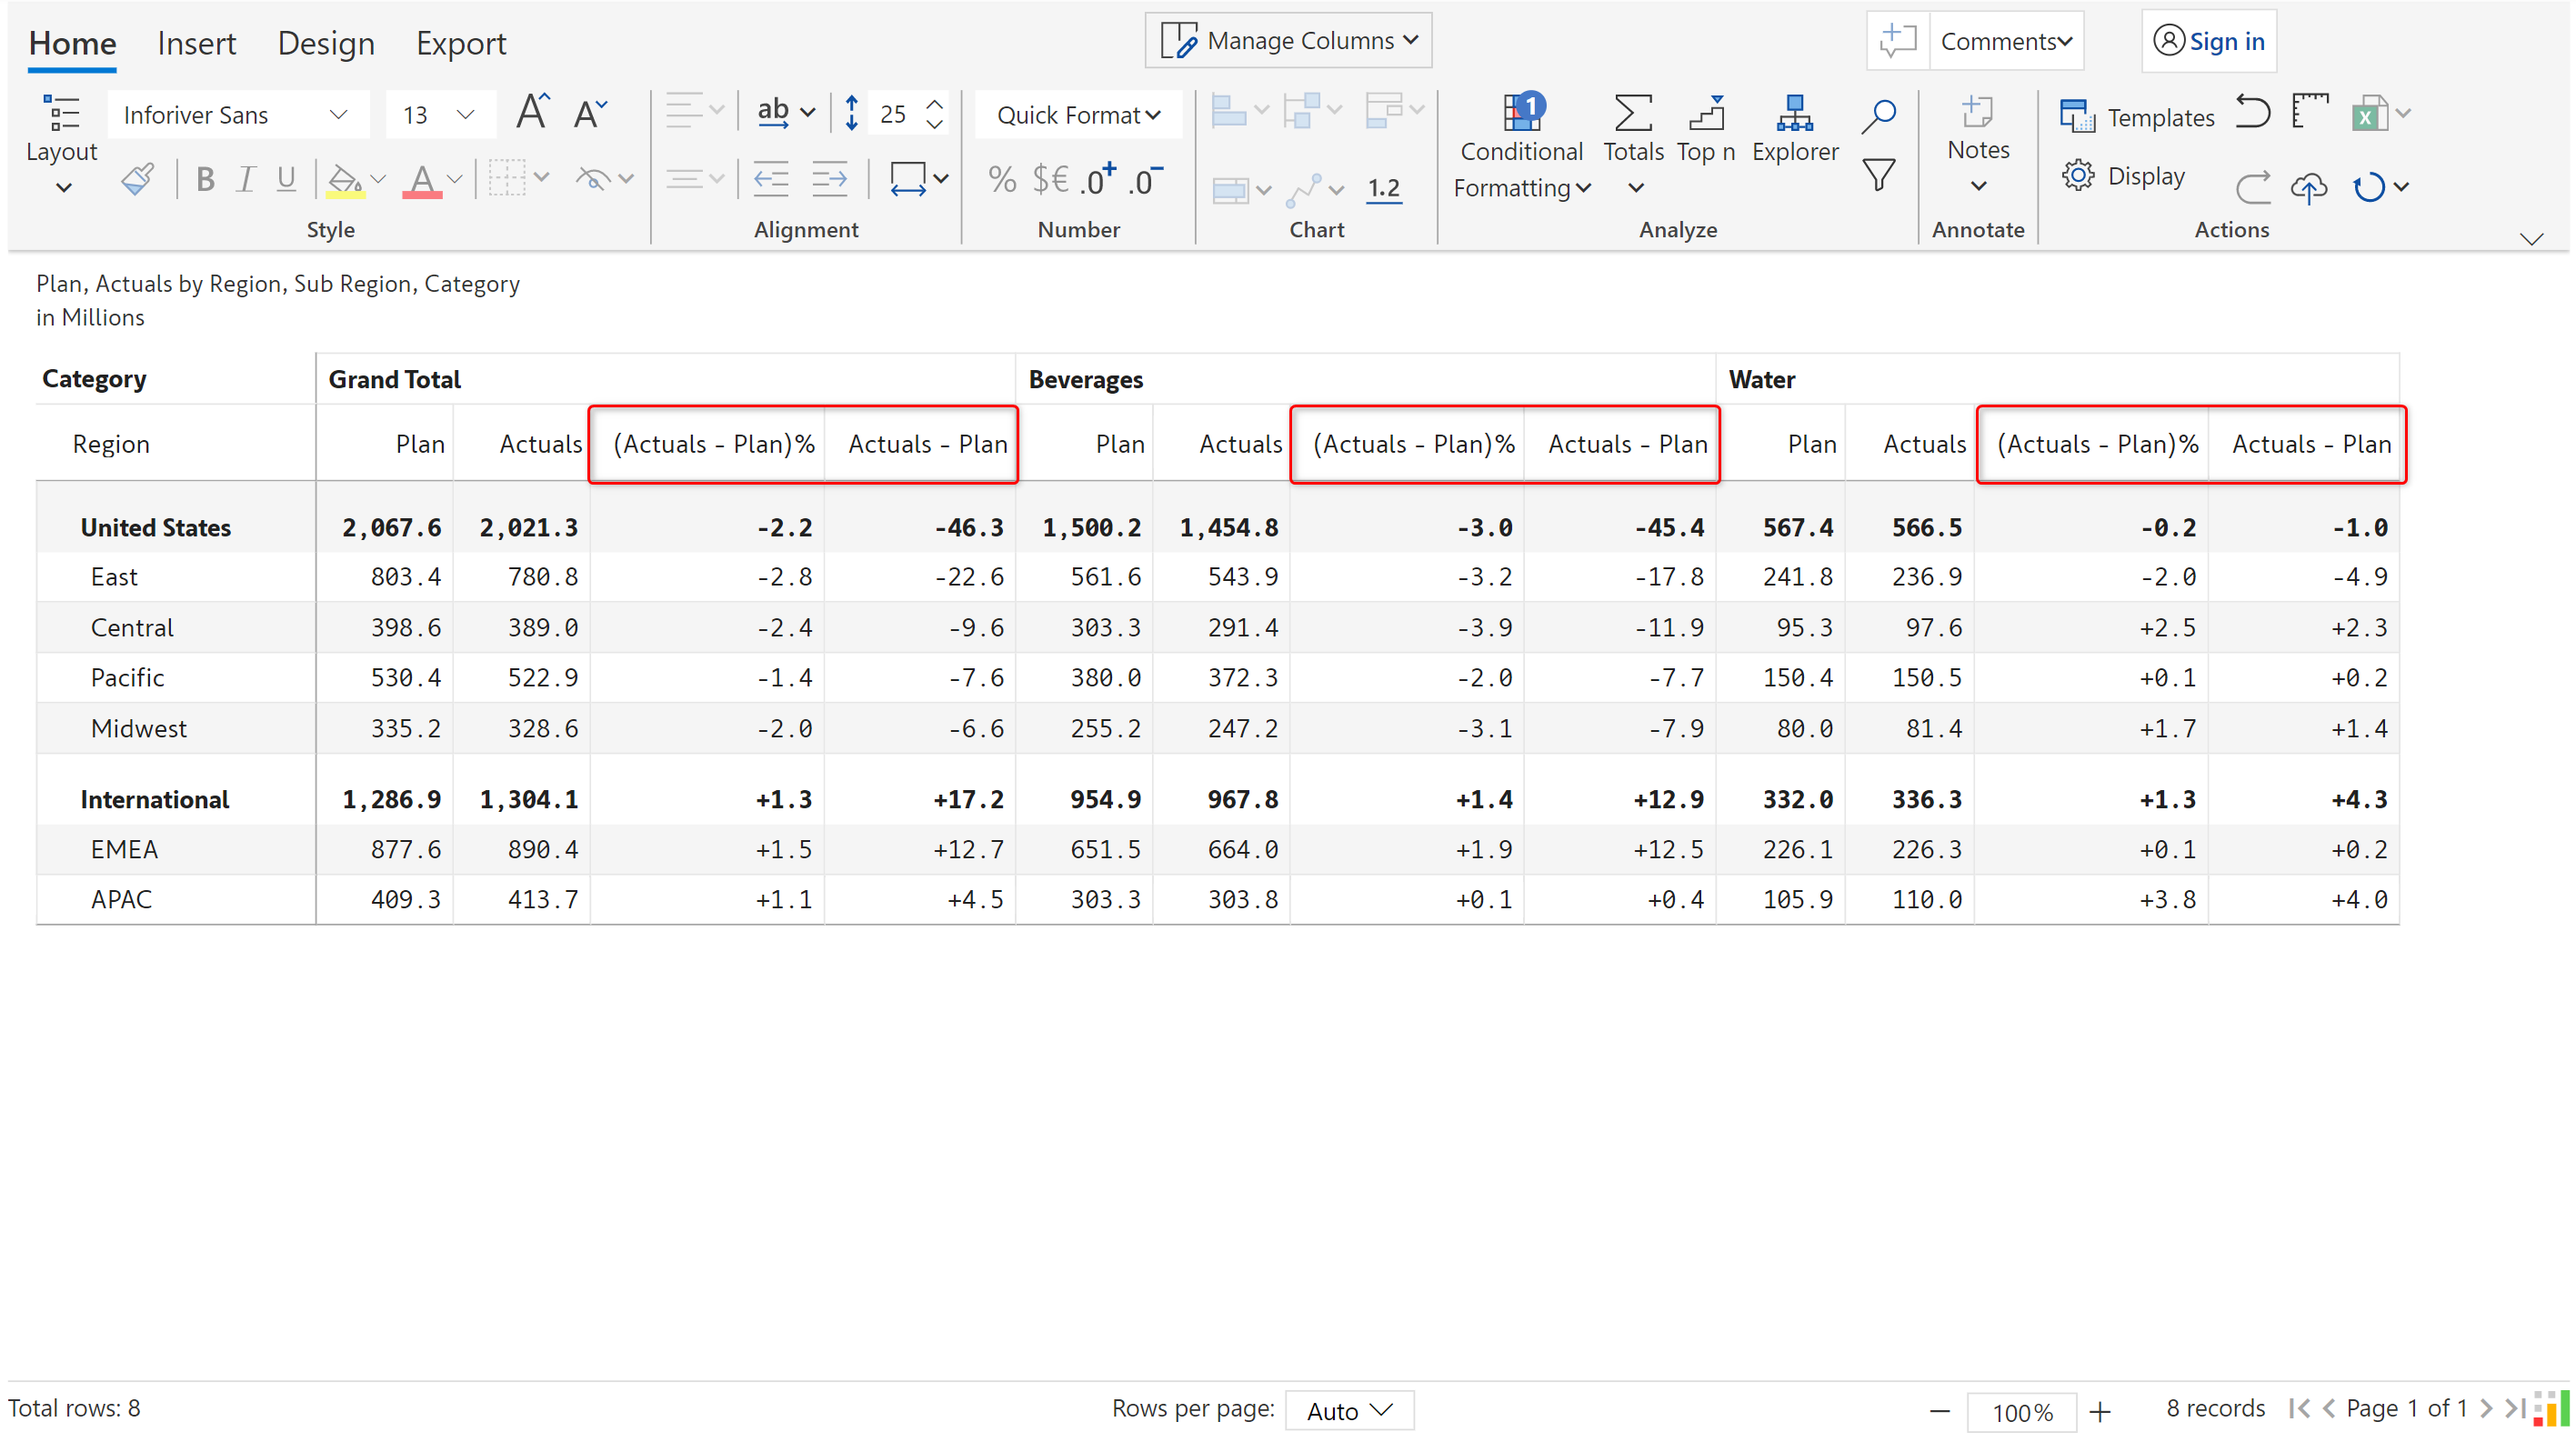 Home Insert Design Export Manage Columns Comments Sign in
Inforiver Sans 13 A A ab 25 Quick Format 1
Layout Conditional Totals Top n Explorer Notes Templates X
B I U A % $€ .0+ .0- 1.2 Formatting Display
Style Alignment Number Chart Analyze Annotate Actions
Plan, Actuals by Region, Sub Region, Category
in Millions
Category Grand Total Beverages Water
Region Plan Actuals (Actuals - Plan)% Actuals - Plan Plan Actuals (Actuals - Plan)% Actuals - Plan Plan Actuals (Actuals - Plan)% Actuals - Plan
United States 2,067.6 2,021.3 -2.2 -46.3 1,500.2 1,454.8 -3.0 -45.4 567.4 566.5 -0.2 -1.0
East 803.4 780.8 -2.8 -22.6 561.6 543.9 -3.2 -17.8 241.8 236.9 -2.0 -4.9
Central 398.6 389.0 -2.4 -9.6 303.3 291.4 -3.9 -11.9 95.3 97.6 +2.5 +2.3
Pacific 530.4 522.9 -1.4 -7.6 380.0 372.3 -2.0 -7.7 150.4 150.5 +0.1 +0.2
Midwest 335.2 328.6 -2.0 -6.6 255.2 247.2 -3.1 -7.9 80.0 81.4 +1.7 +1.4
International 1,286.9 1,304.1 +1.3 +17.2 954.9 967.8 +1.4 +12.9 332.0 336.3 +1.3 +4.3
EMEA 877.6 890.4 +1.5 +12.7 651.5 664.0 +1.9 +12.5 226.1 226.3 +0.1 +0.2
APAC 409.3 413.7 +1.1 +4.5 303.3 303.8 +0.1 +0.4 105.9 110.0 +3.8 +4.0
Total rows: 8 Rows per page: Auto 100% 8 records Page 1 of 1